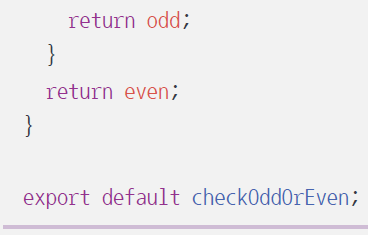 return odd;
}
return even;
}
export default checkOddOrEven;